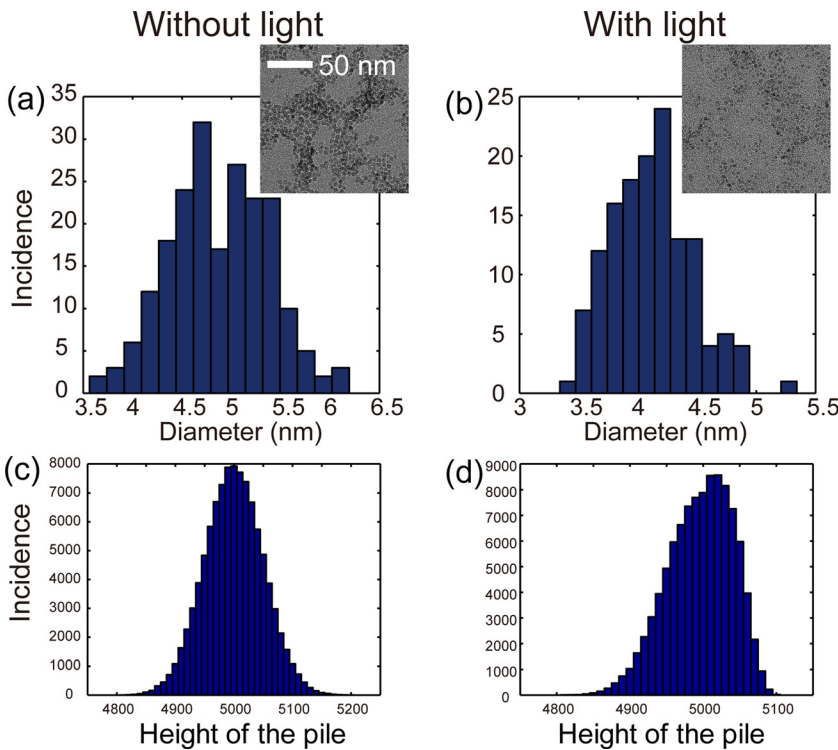 Without light
With light
(a)
50 nm
35
30
25
20
15
10
5
0
Incidence
3.5 4 4.5 5 5.5 6 6.5
Diameter (nm)
(b)
25
20
15
10
5
0
3 3.5 4 4.5 5 5.5
Diameter (nm)
(c)
8000
7000
6000
5000
4000
3000
2000
1000
0
Incidence
4800 4900 5000 5100 5200
Height of the pile
(d)
9000
8000
7000
6000
5000
4000
3000
2000
1000
0
4800 4900 5000 5100
Height of the pile